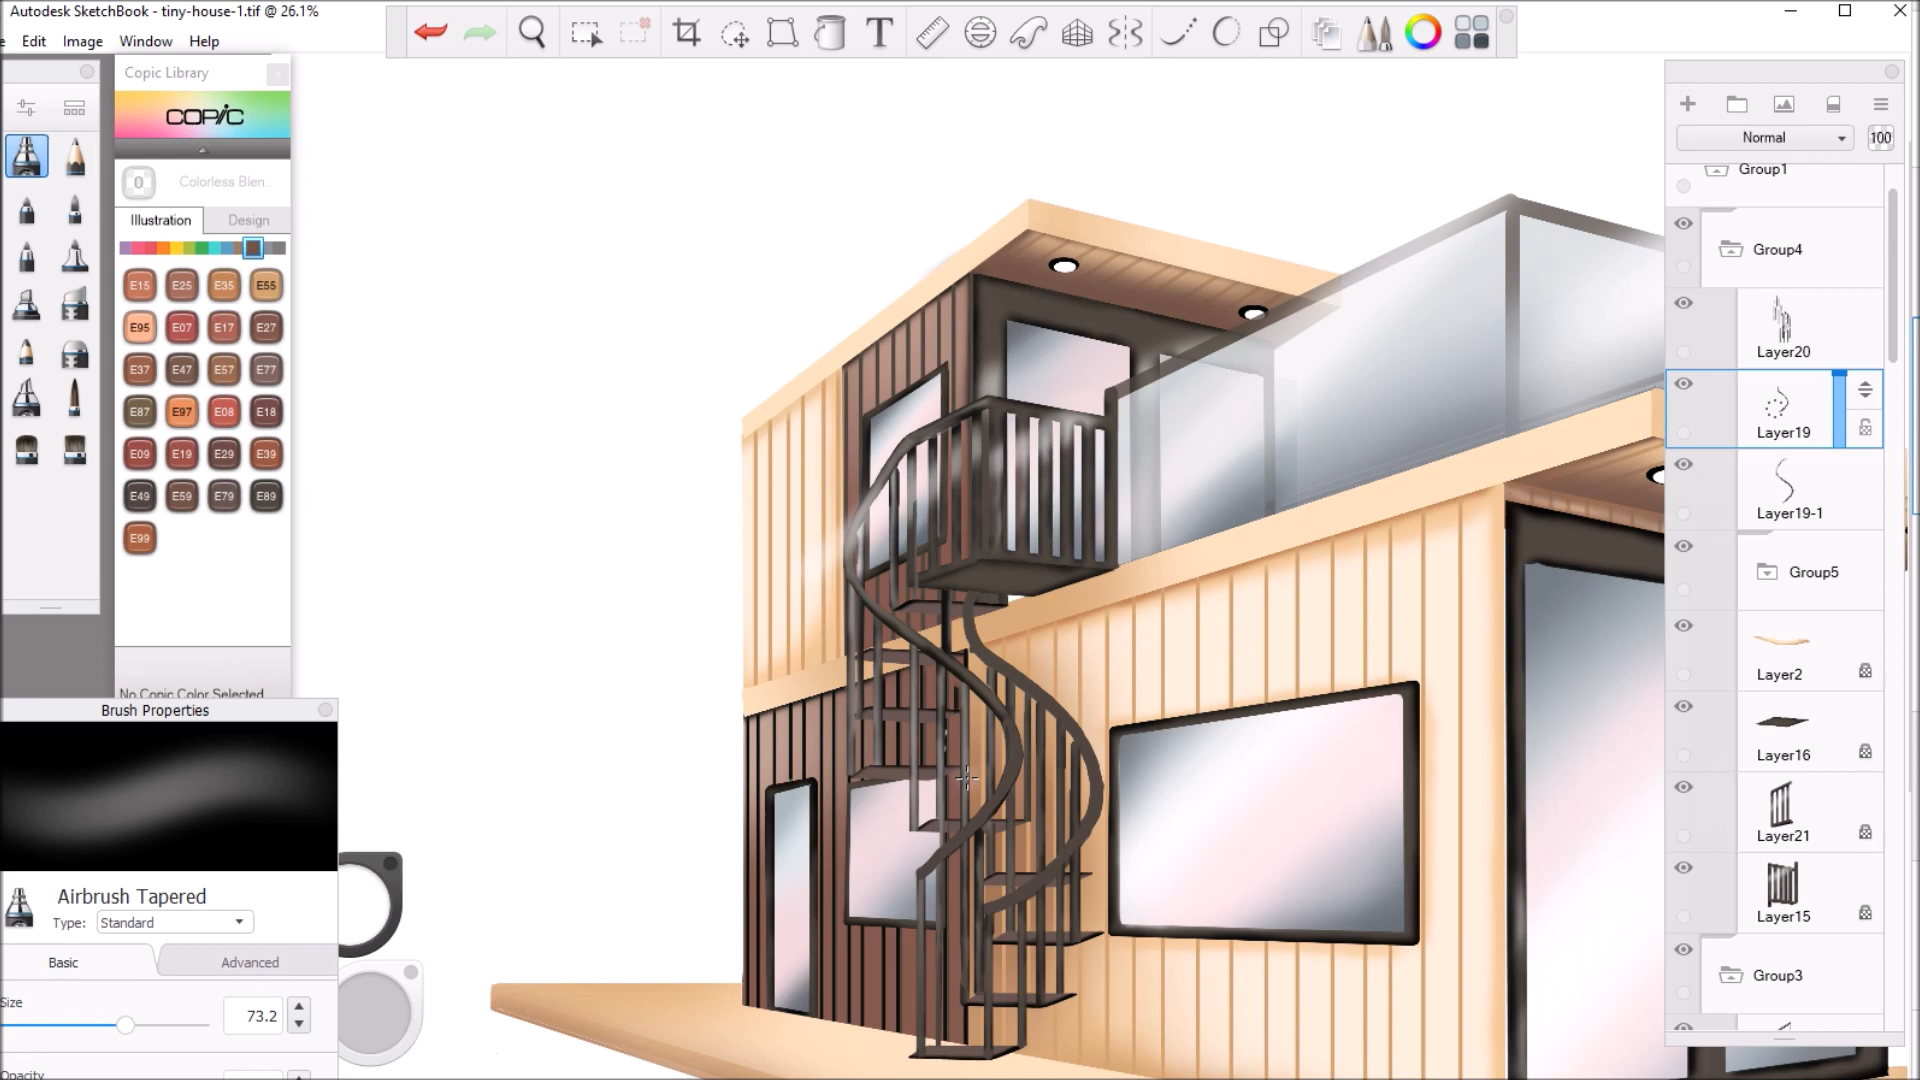 Autodesk SketchBook - tiny-house-1.tif @ 26.1%
e Edit Image Window Help
T
Copic Library
COPIC
0 Colorless Blen..
Illustration Design
E15 E25 E35 E55
E95 E07 E17 E27
E37 E47 E57 E77
E87 E97 E08 E18
E09 E19 E29 E39
E49 E59 E79 E89
E99
No Copic Color Selected
Brush Properties
Airbrush Tapered
Type: Standard
Basic Advanced
Size 73.2
Opacity
Normal 100
Group1
Group4
Layer20
Layer19
Layer19-1
Group5
Layer2
Layer16
Layer21
Layer15
Group3